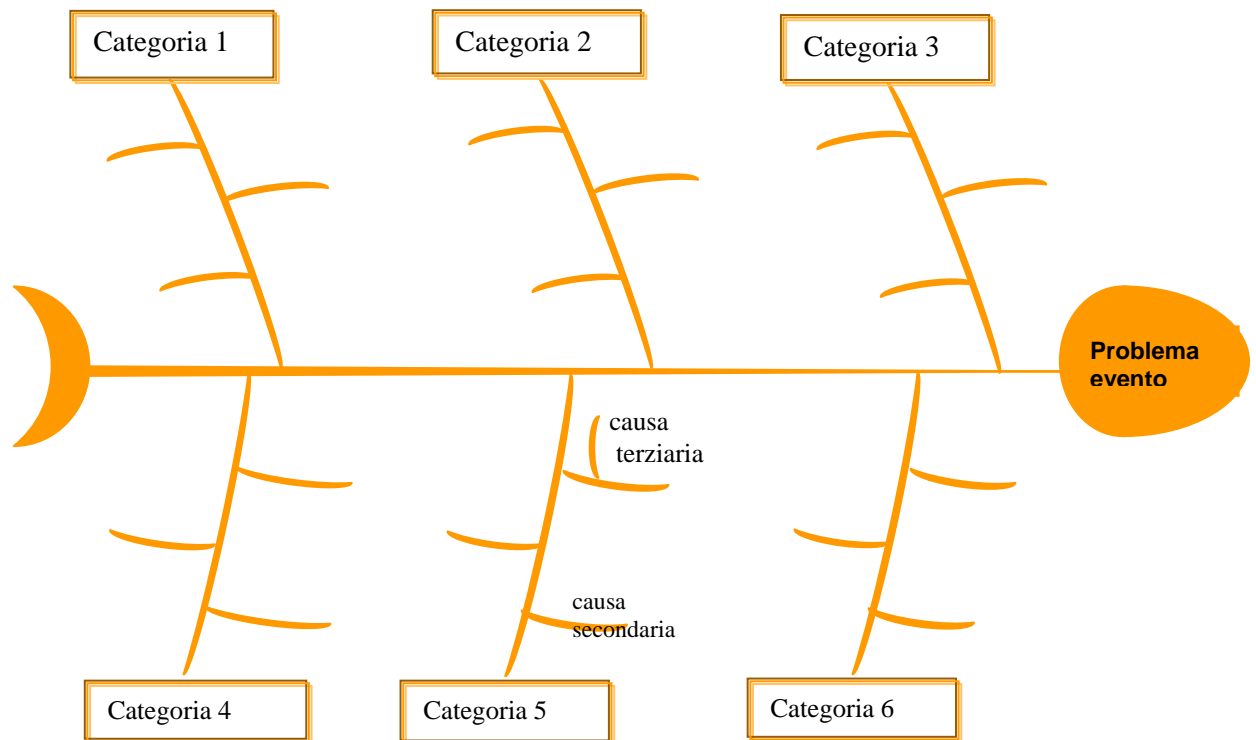 Categoria 1
Categoria 2
Categoria 3
Problema
evento
causa
terziaria
causa
secondaria
Categoria 4
Categoria 5
Categoria 6